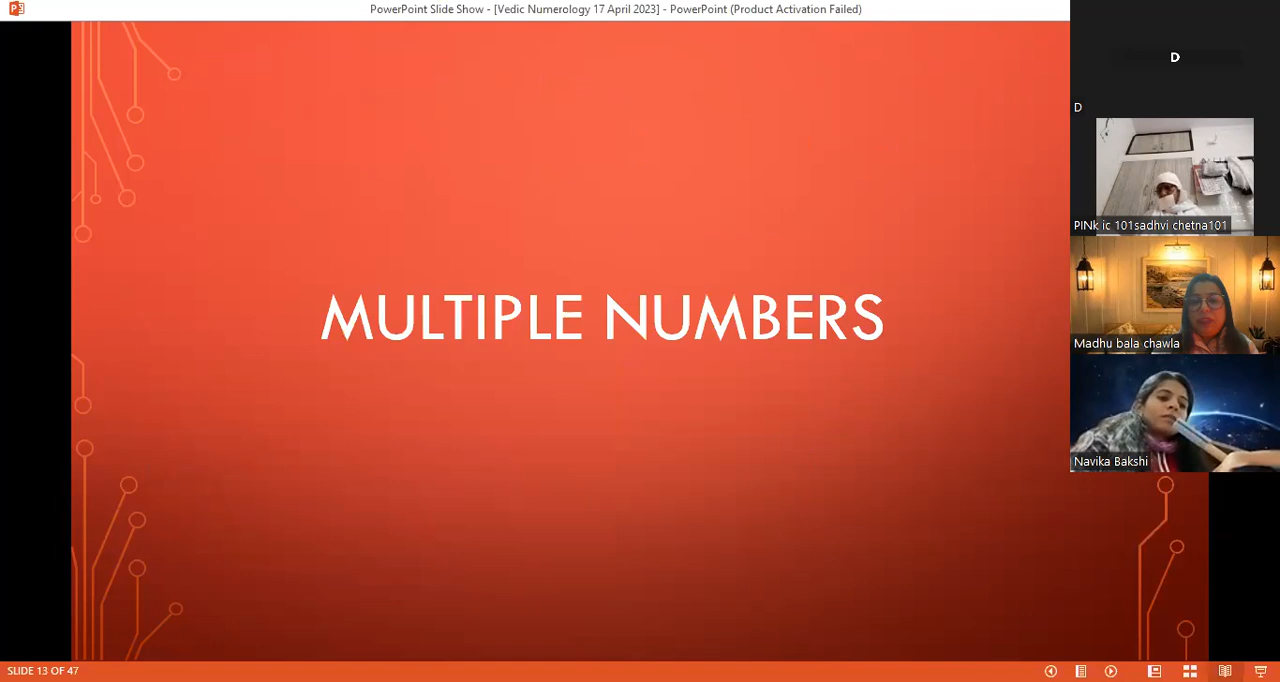 PowerPoint Slide Show - [Vedic Numerology 17 April 2023] - PowerPoint (Product Activation Failed)
D
D
PINk ic 101sadhvi chetna101
Madhu bala chawla
MULTIPLE NUMBERS
Navika Bakshi
SLIDE 13 OF 47